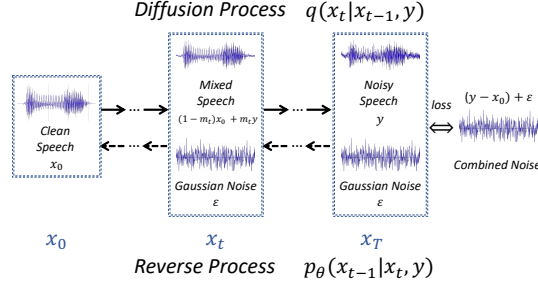 Diffusion Process q(x_t|x_{t-1}, y)
Clean
Speech
x_0
Mixed
Speech
(1 − m_t)x_0 + m_t y
Gaussian Noise
ε
Noisy
Speech
y
Gaussian Noise
ε
loss
(y − x_0) + ε
Combined Noise
...
...
...
...
x_0
x_t
x_T
Reverse Process p_θ(x_{t-1}|x_t, y)